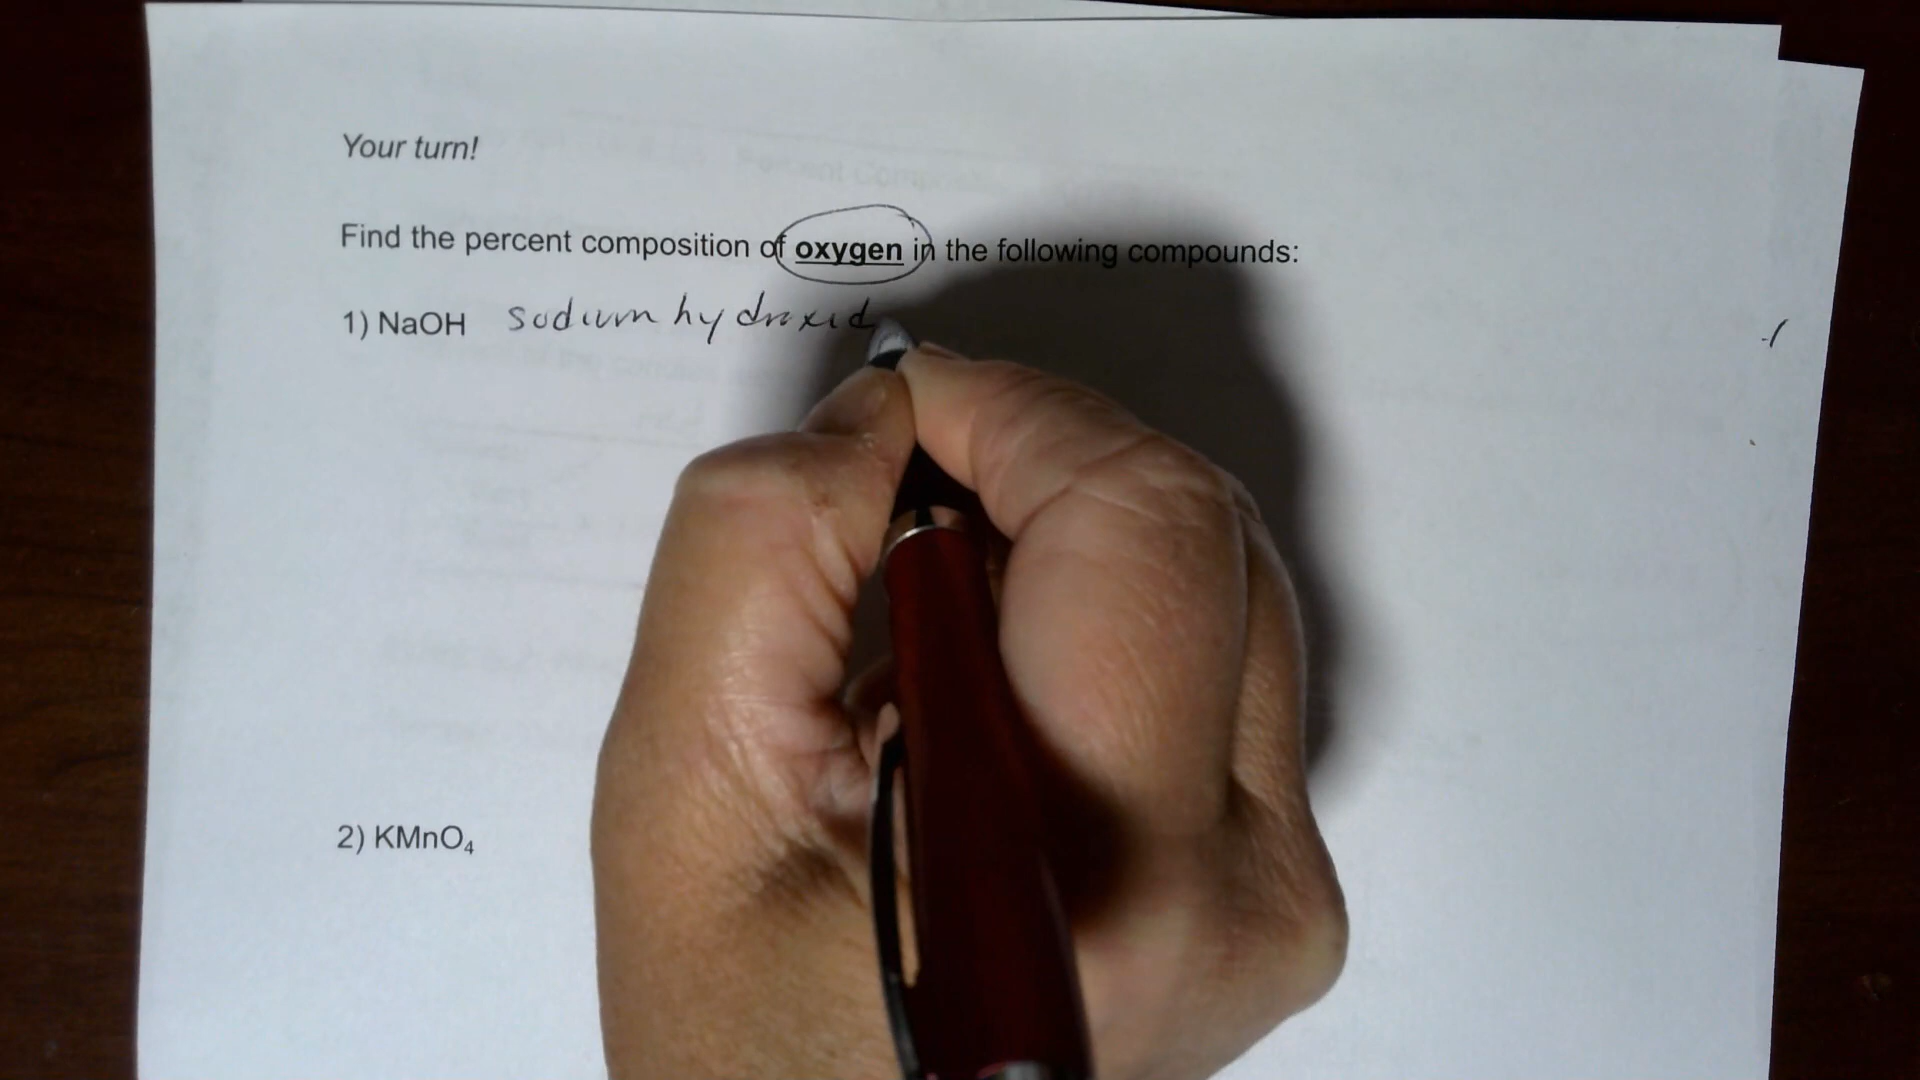 Your turn!
Find the percent composition of oxygen in the following compounds:
1) NaOH sodium hydroxid
2) KMnO₄